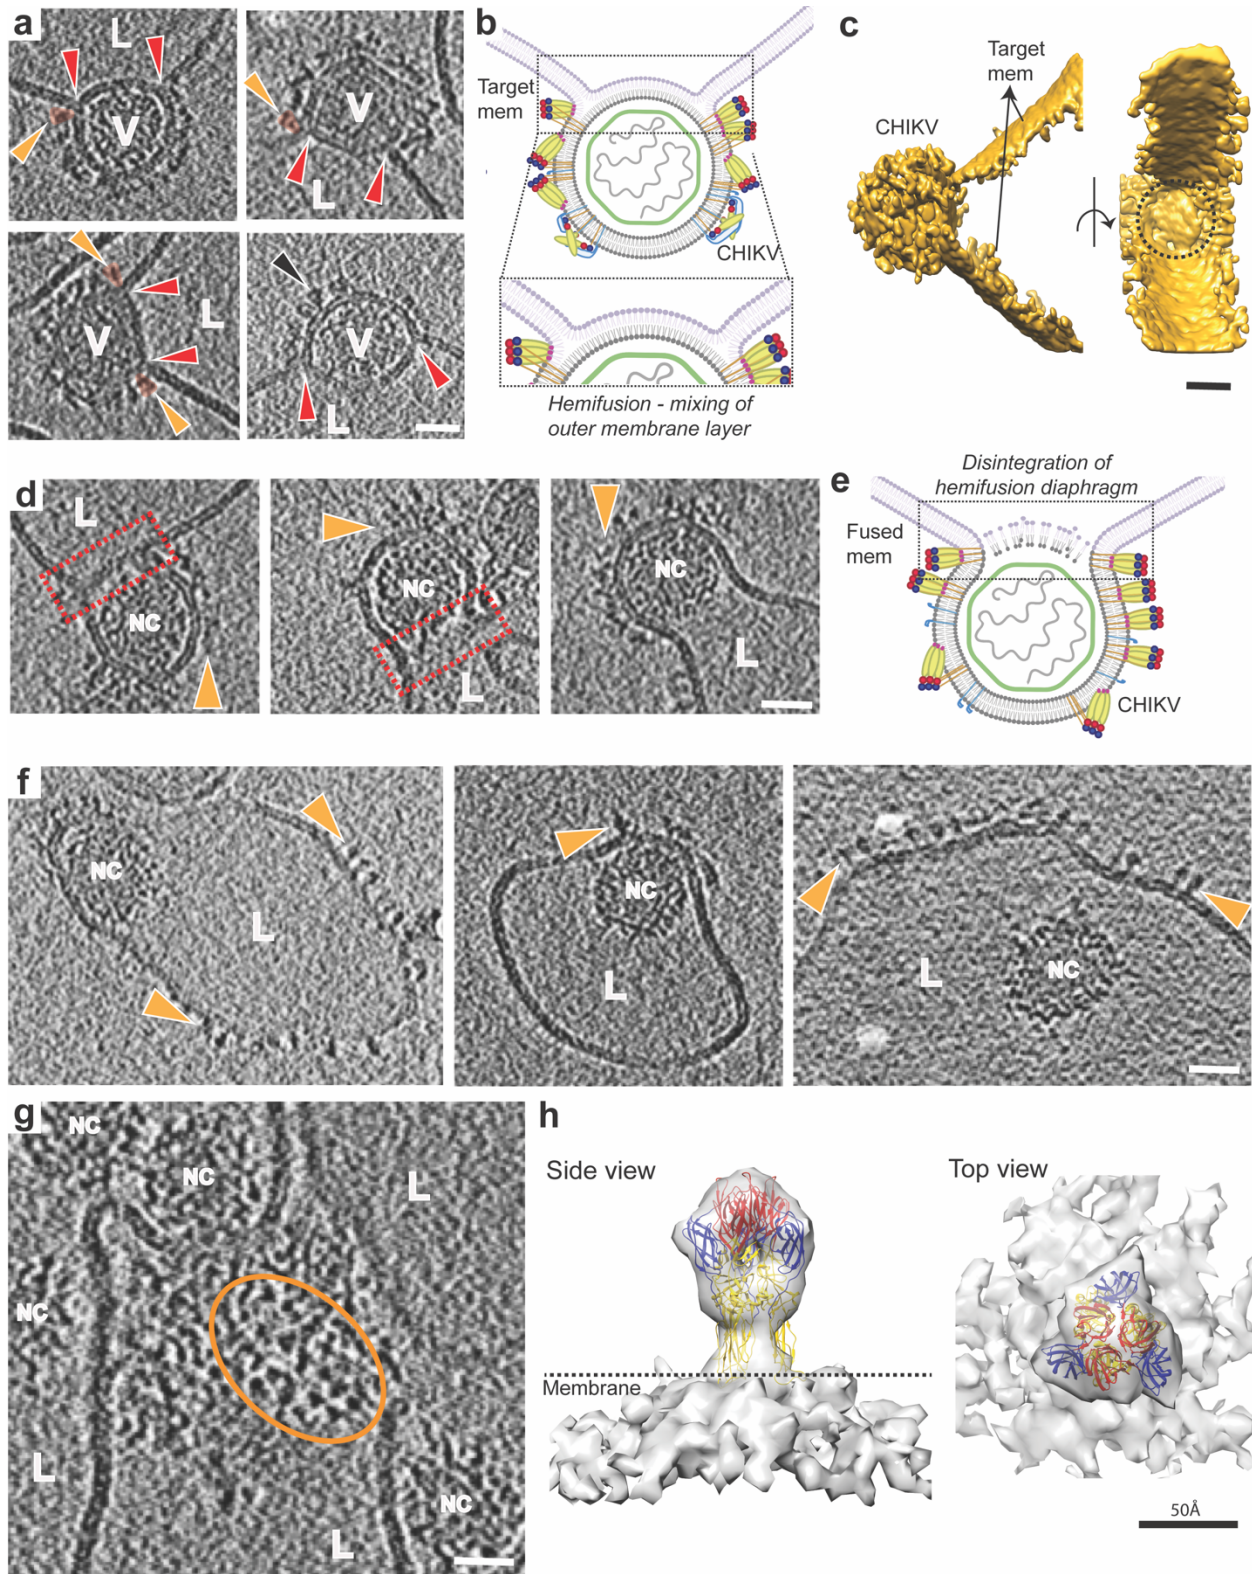 a
L
V
V
L
V
L
V
L
b
Target
mem
CHIKV
Hemifusion - mixing of
outer membrane layer
c
Target
mem
CHIKV
d
L
NC
NC
L
NC
L
e
Disintegration of
hemifusion diaphragm
Fused
mem
CHIKV
f
NC
L
NC
L
L
NC
g
NC
NC
L
NC
L
NC
L
h
Side view
Top view
Membrane
50Å